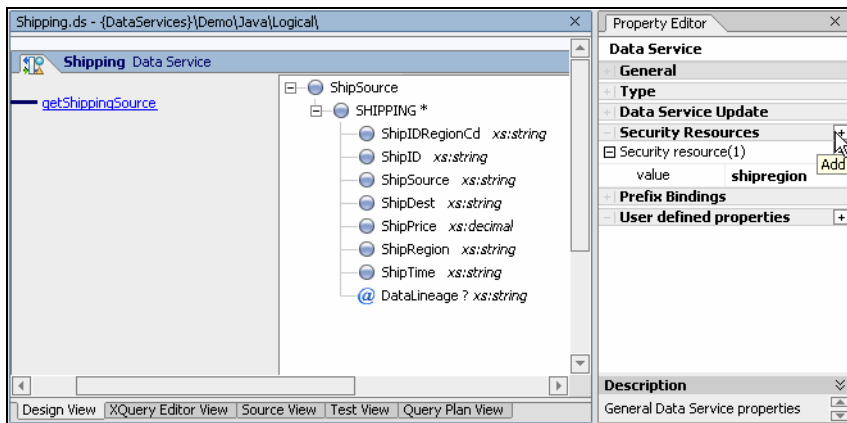 Shipping.ds - {DataServices}\Demo\Java\Logical\
Shipping Data Service
getShippingSource
ShipSource
SHIPPING *
ShipIDRegionCd xs:string
ShipID xs:string
ShipSource xs:string
ShipDest xs:string
ShipPrice xs:decimal
ShipRegion xs:string
ShipTime xs:string
@ DataLineage ? xs:string
Design View XQuery Editor View Source View Test View Query Plan View
Property Editor
Data Service
General
Type
Data Service Update
Security Resources
Security resource(1)
Add
value shipregion
Prefix Bindings
User defined properties
Description
General Data Service properties